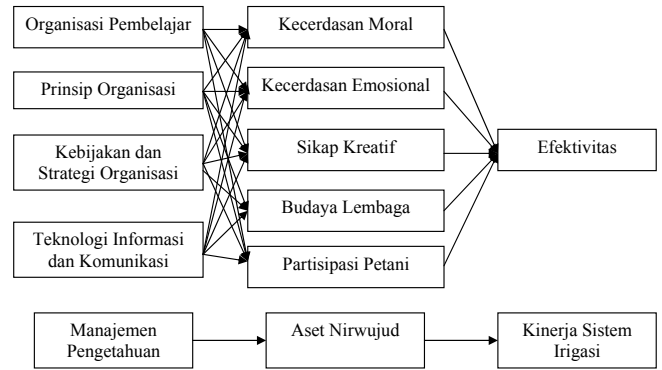 Organisasi Pembelajar
Prinsip Organisasi
Kebijakan dan
Strategi Organisasi
Teknologi Informasi
dan Komunikasi
Kecerdasan Moral
Kecerdasan Emosional
Sikap Kreatif
Budaya Lembaga
Partisipasi Petani
Efektivitas
Manajemen
Pengetahuan
Aset Nirwujud
Kinerja Sistem
Irigasi